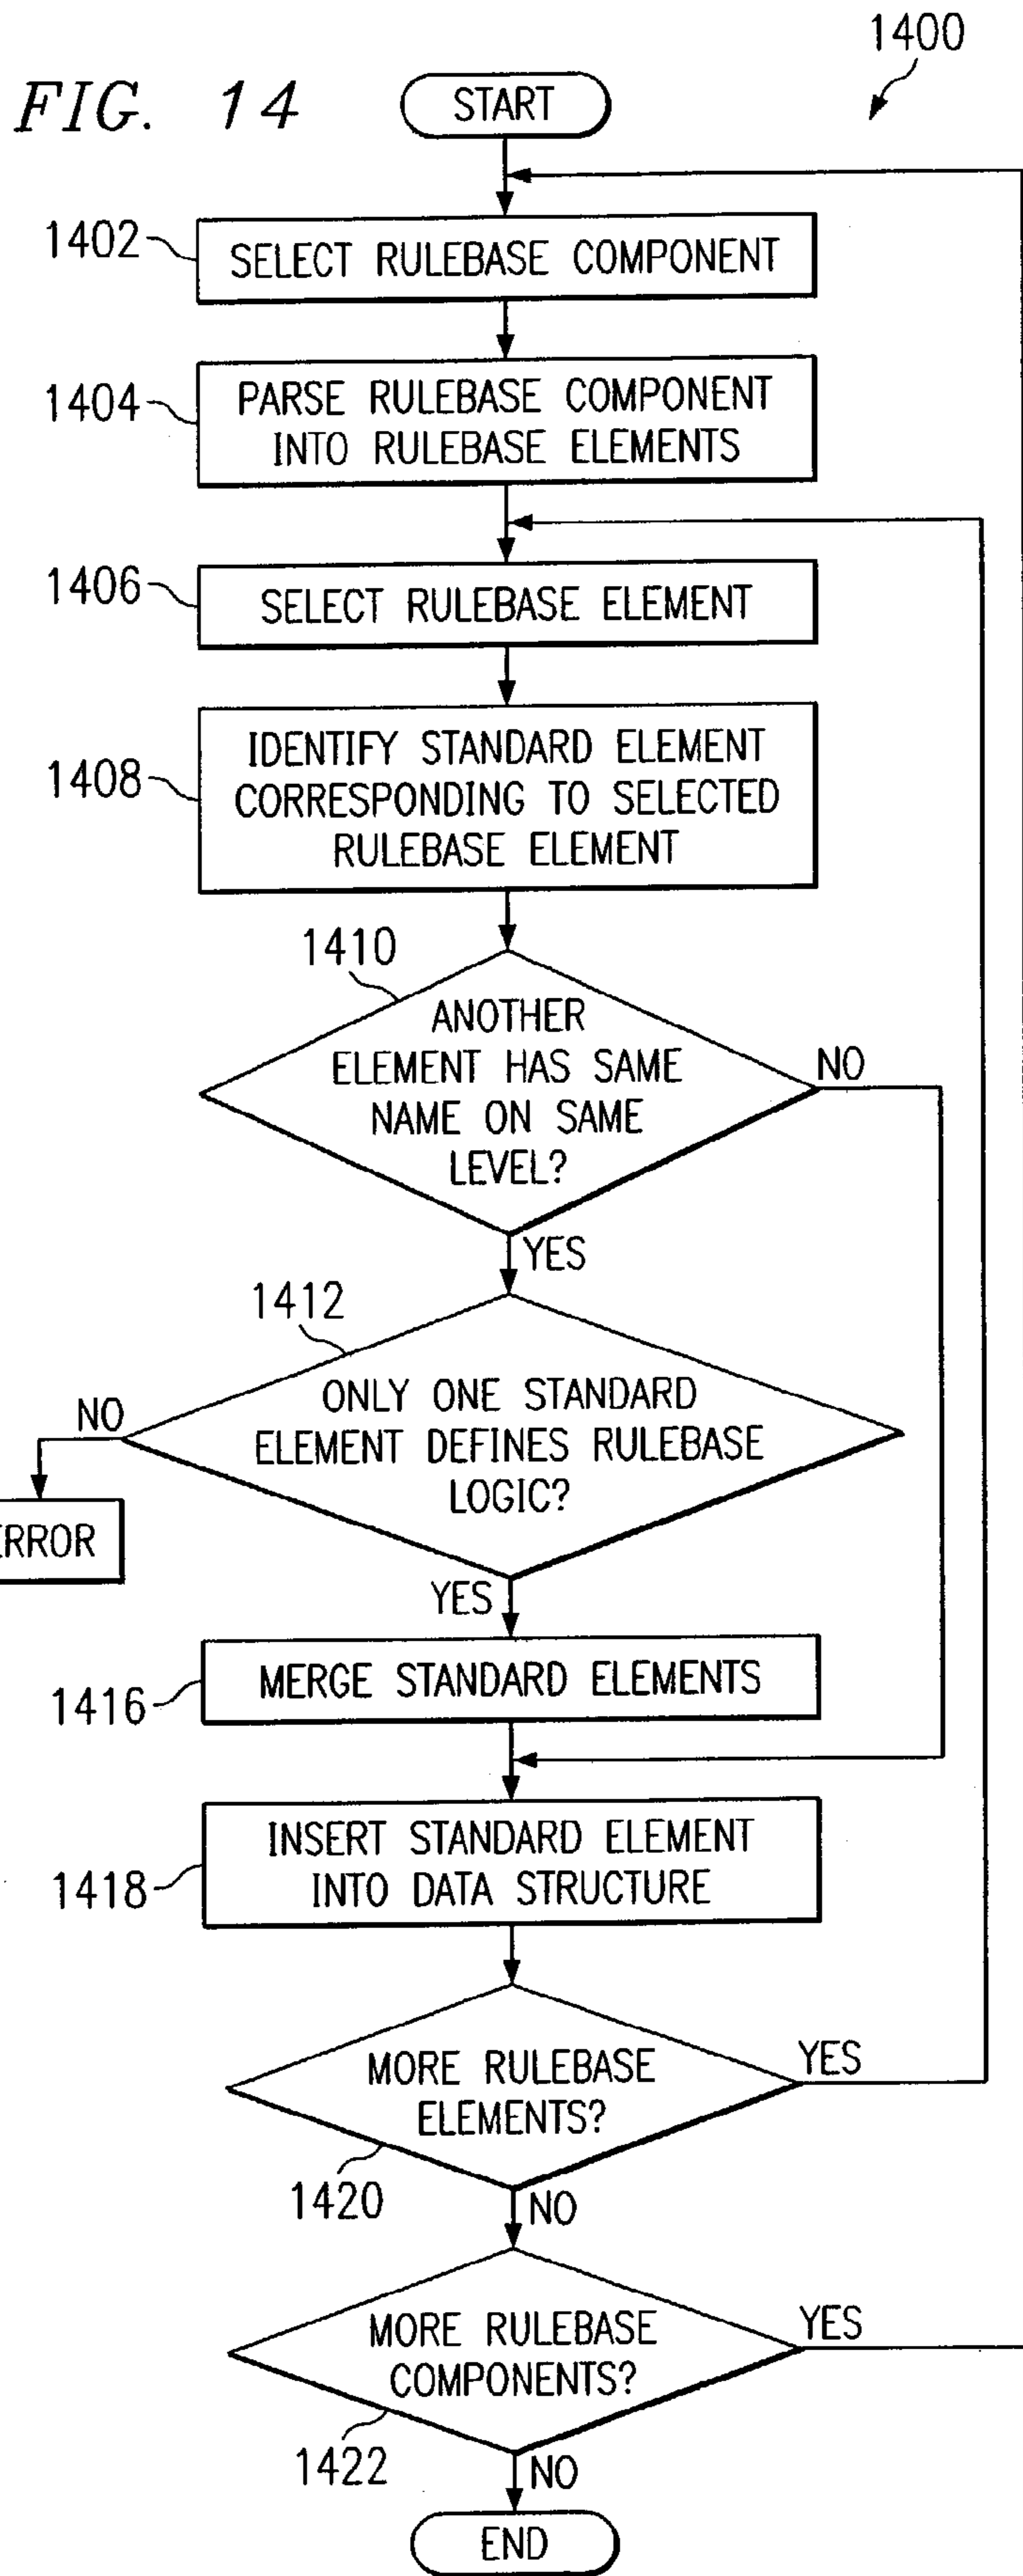 1400
FIG. 14
START
1402
SELECT RULEBASE COMPONENT
1404
PARSE RULEBASE COMPONENT
INTO RULEBASE ELEMENTS
1406
SELECT RULEBASE ELEMENT
1408
IDENTIFY STANDARD ELEMENT
CORRESPONDING TO SELECTED
RULEBASE ELEMENT
1410
ANOTHER
ELEMENT HAS SAME
NAME ON SAME
LEVEL?
NO
YES
1412
ONLY ONE STANDARD
ELEMENT DEFINES RULEBASE
LOGIC?
NO
ERROR
YES
1416
MERGE STANDARD ELEMENTS
1418
INSERT STANDARD ELEMENT
INTO DATA STRUCTURE
MORE RULEBASE
ELEMENTS?
YES
1420
NO
MORE RULEBASE
COMPONENTS?
YES
1422
NO
END